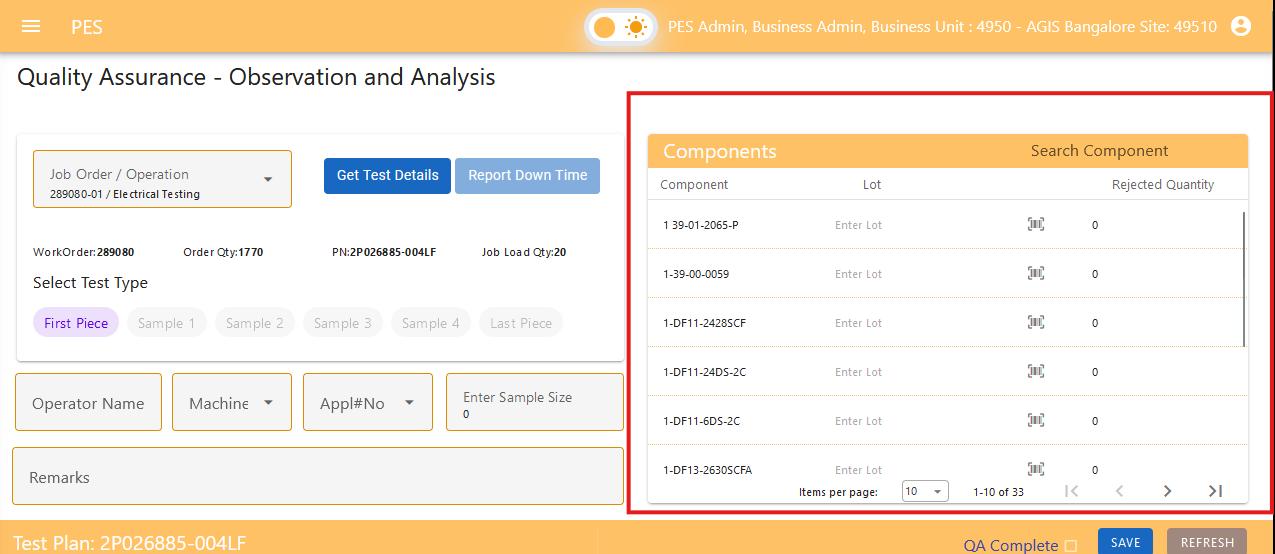 PES
PES Admin, Business Admin, Business Unit : 4950 - AGIS Bangalore Site: 49510
Quality Assurance - Observation and Analysis
Job Order / Operation
289080-01 / Electrical Testing
Get Test Details
Report Down Time
WorkOrder:289080 Order Qty:1770 PN:2P026885-004LF Job Load Qty:20
Select Test Type
First Piece Sample 1 Sample 2 Sample 3 Sample 4 Last Piece
Operator Name
Machine
Appl#No
Enter Sample Size
0
Remarks
Components Search Component
Component Lot Rejected Quantity
1 39-01-2065-P Enter Lot 0
1-39-00-0059 Enter Lot 0
1-DF11-2428SCF Enter Lot 0
1-DF11-24DS-2C Enter Lot 0
1-DF11-6DS-2C Enter Lot 0
1-DF13-2630SCFA Enter Lot 0
Items per page: 10 1-10 of 33
Test Plan: 2P026885-004LF
QA Complete
SAVE
REFRESH